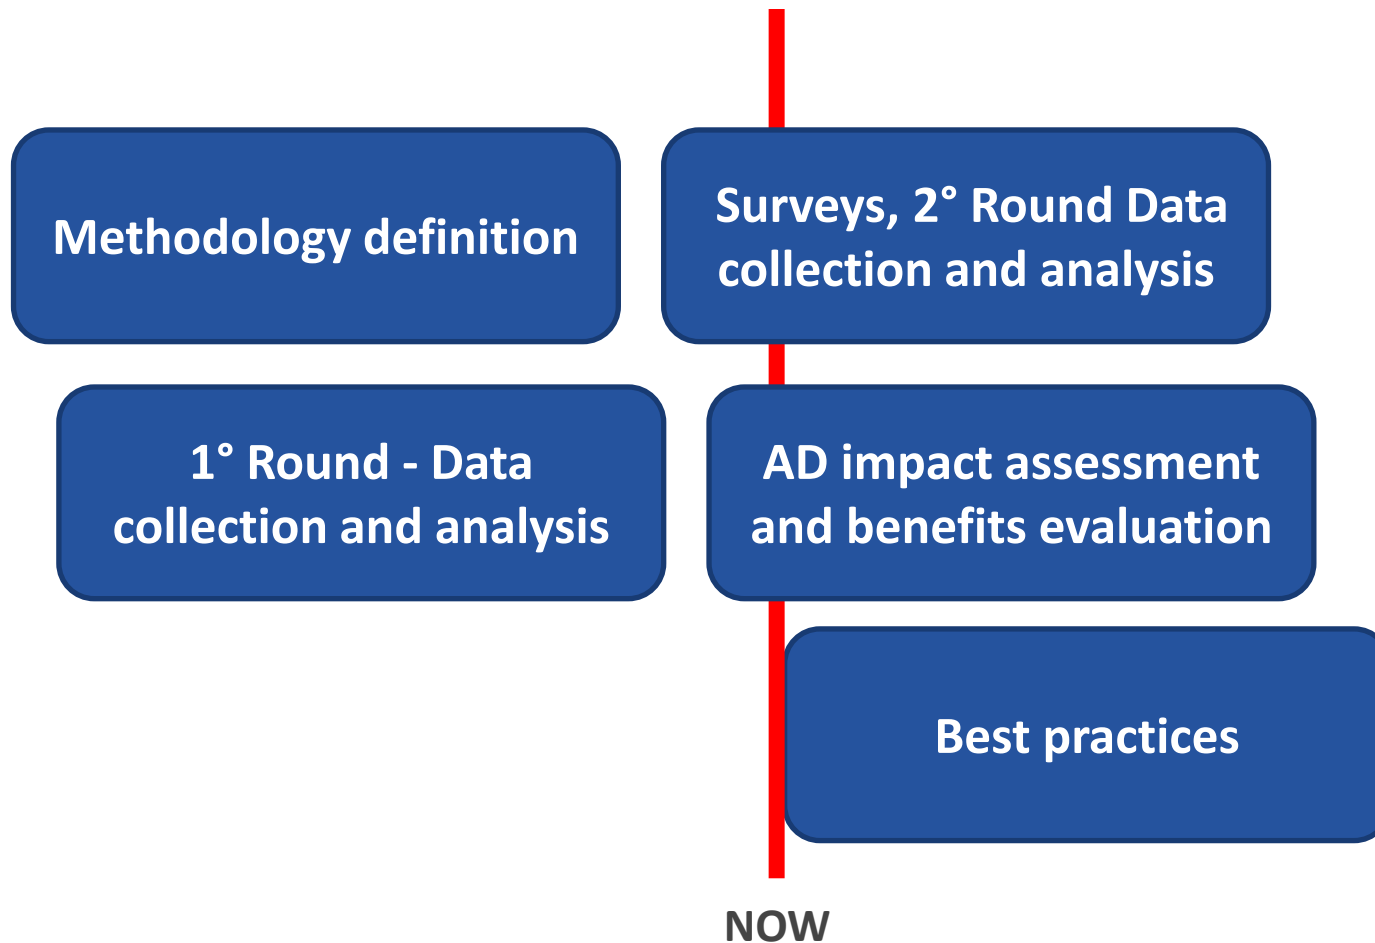 Methodology definition
Surveys, 2° Round Data
collection and analysis
1° Round - Data
collection and analysis
AD impact assessment
and benefits evaluation
Best practices
NOW